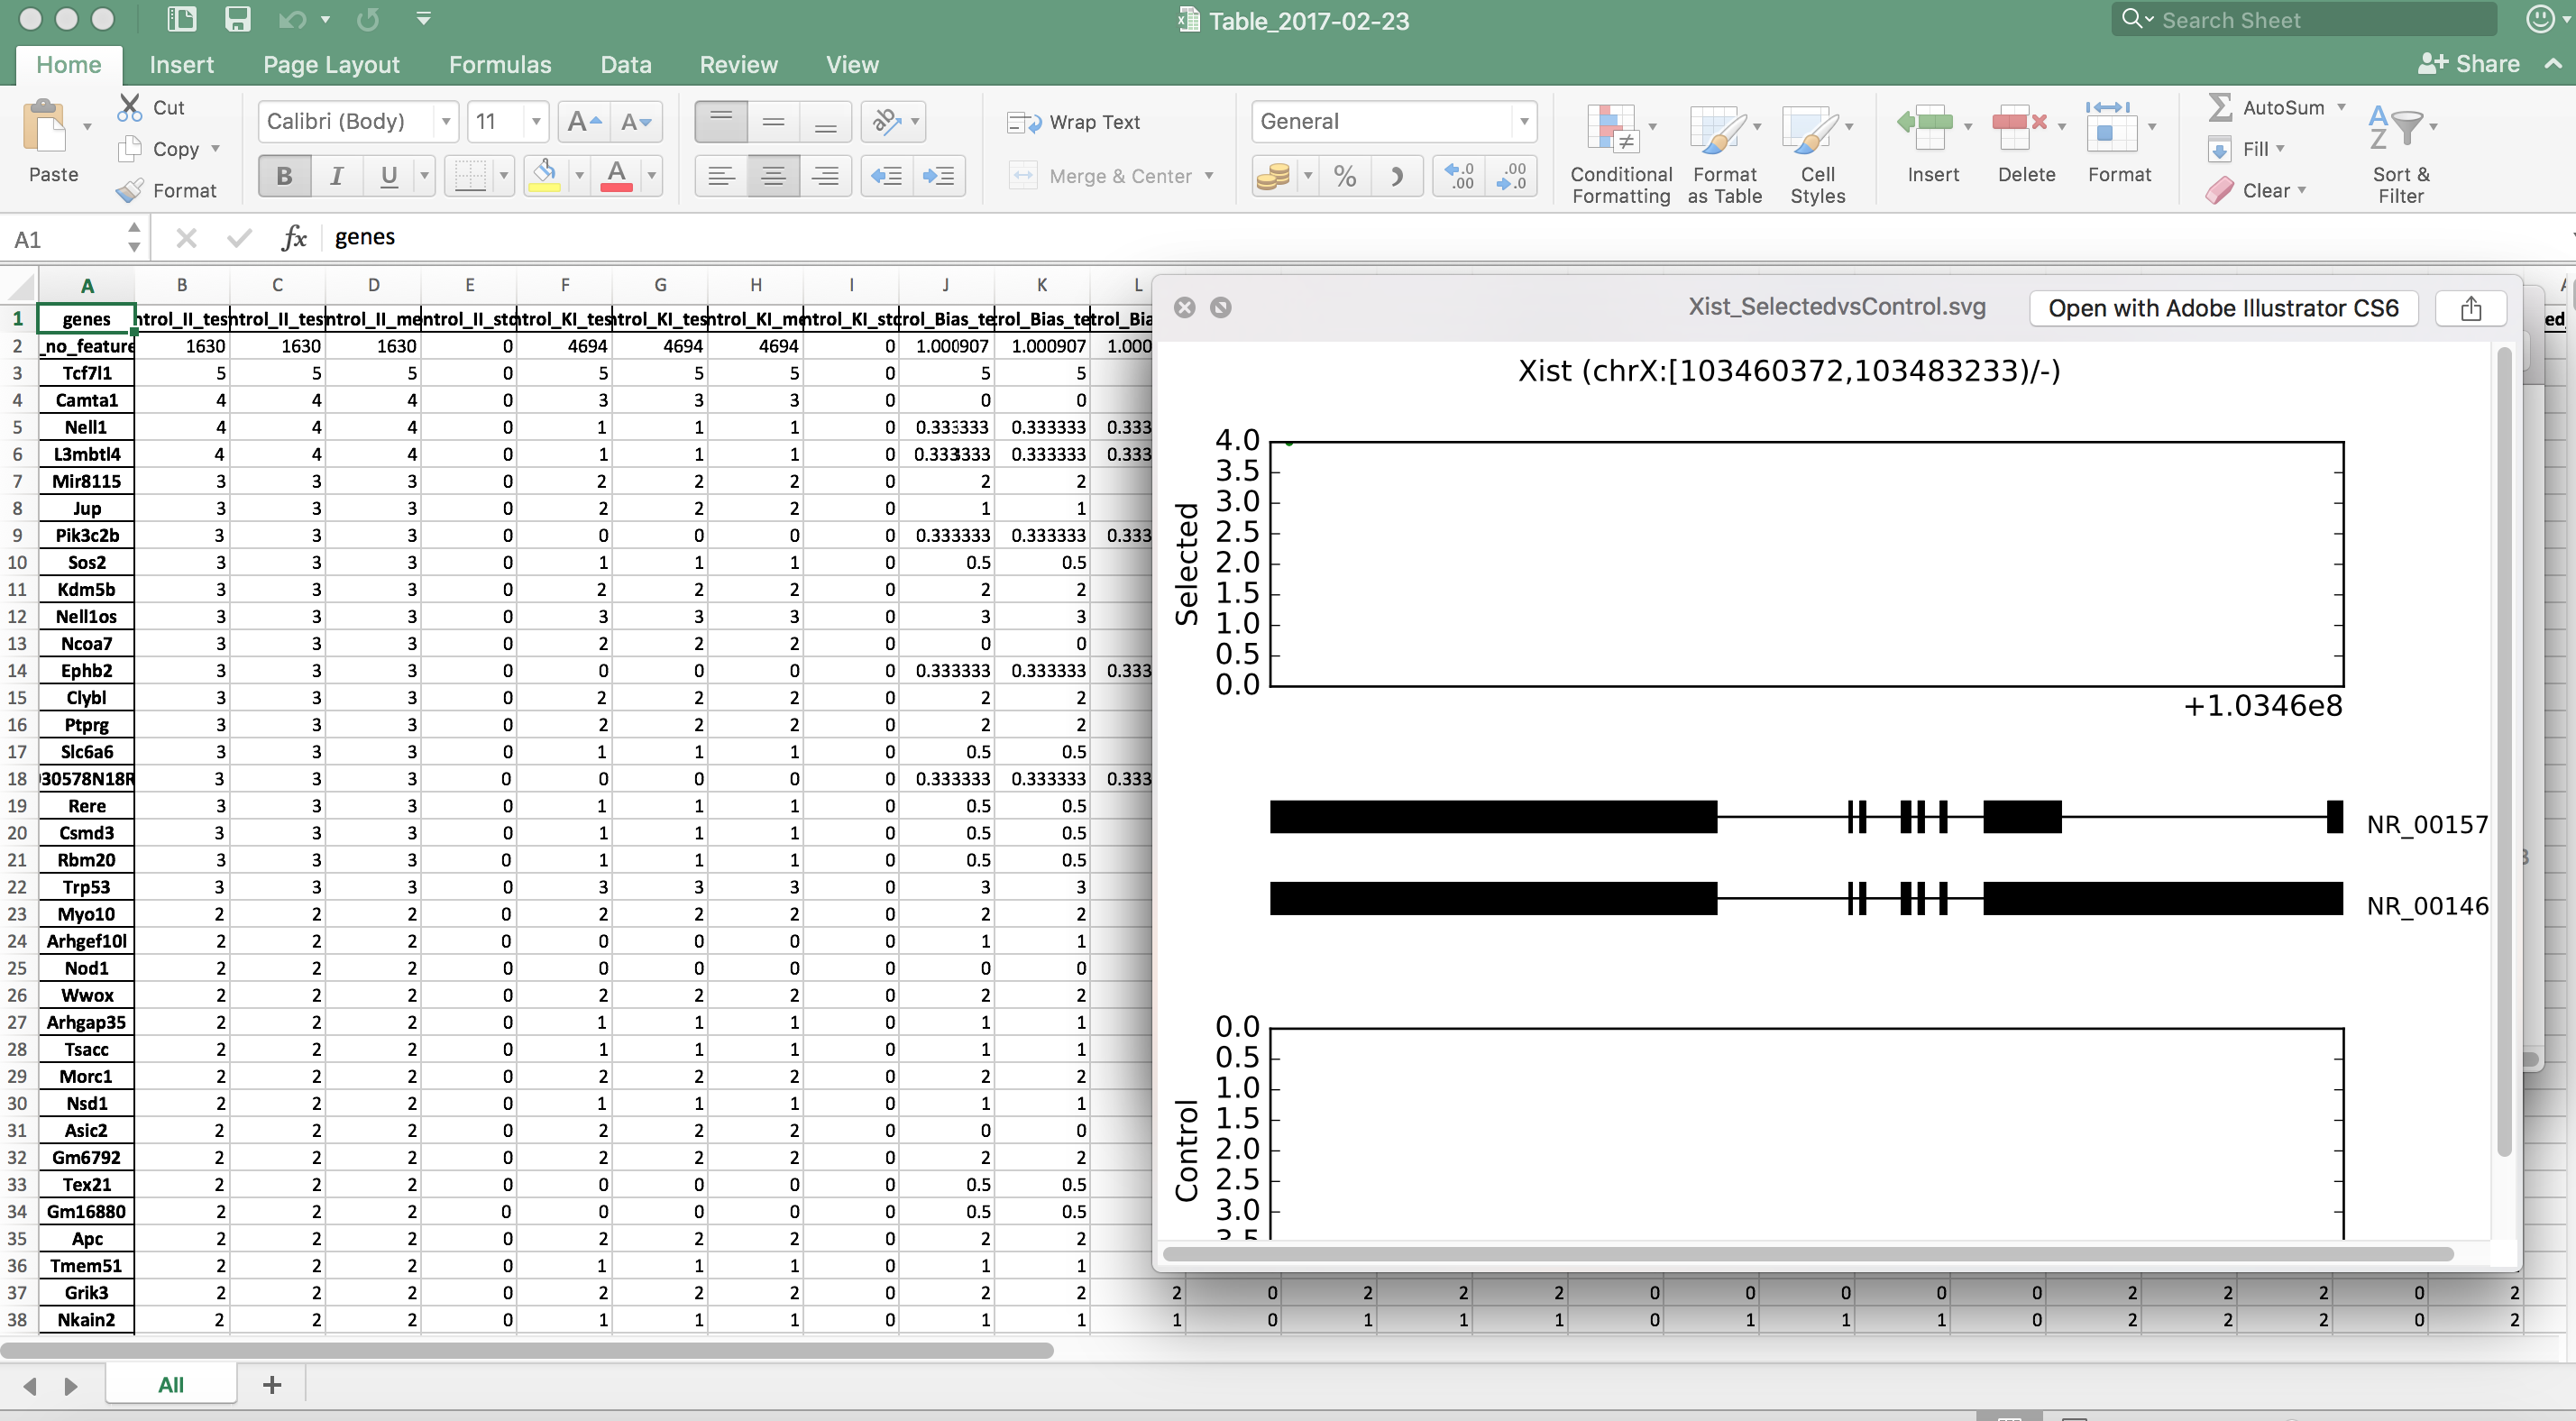 Table_2017-02-23
Search Sheet
Home Insert Page Layout Formulas Data Review View Share
Paste Cut Copy Format
Calibri (Body) 11
B I U
Wrap Text
Merge & Center
General
Conditional Formatting
Format as Table
Cell Styles
Insert Delete Format
AutoSum
Fill
Clear
Sort & Filter
A1 fx genes
A B C D E F G H I J K L
1 genes ntrol_II_tes ntrol_II_tes ntrol_II_me ntrol_II_std ntrol_KI_tes ntrol_KI_tes ntrol_KI_me ntrol_KI_std rol_Bias_te rol_Bias_te trol_Bia ed
2 _no_feature 1630 1630 1630 0 4694 4694 4694 0 1.000907 1.000907 1.000
3 Tcf7l1 5 5 5 0 5 5 5 0 5 5
4 Camta1 4 4 4 0 3 3 3 0 0 0
5 Nell1 4 4 4 0 1 1 1 0 0.333333 0.333333 0.333
6 L3mbtl4 4 4 4 0 1 1 1 0 0.333333 0.333333 0.333
7 Mir8115 3 3 3 0 2 2 2 0 2 2
8 Jup 3 3 3 0 2 2 2 0 1 1
9 Pik3c2b 3 3 3 0 0 0 0 0 0.333333 0.333333 0.333
10 Sos2 3 3 3 0 1 1 1 0 0.5 0.5
11 Kdm5b 3 3 3 0 2 2 2 0 2 2
12 Nell1os 3 3 3 0 3 3 3 0 3 3
13 Ncoa7 3 3 3 0 2 2 2 0 0 0
14 Ephb2 3 3 3 0 0 0 0 0 0.333333 0.333333 0.333
15 Clybl 3 3 3 0 2 2 2 0 2 2
16 Ptprg 3 3 3 0 2 2 2 0 2 2
17 Slc6a6 3 3 3 0 1 1 1 0 0.5 0.5
18 30578N18R 3 3 3 0 0 0 0 0 0.333333 0.333333 0.333
19 Rere 3 3 3 0 1 1 1 0 0.5 0.5
20 Csmd3 3 3 3 0 1 1 1 0 0.5 0.5
21 Rbm20 3 3 3 0 1 1 1 0 0.5 0.5
22 Trp53 3 3 3 0 3 3 3 0 3 3
23 Myo10 2 2 2 0 2 2 2 0 2 2
24 Arhgef10l 2 2 2 0 0 0 0 0 1 1
25 Nod1 2 2 2 0 0 0 0 0 0 0
26 Wwox 2 2 2 0 2 2 2 0 2 2
27 Arhgap35 2 2 2 0 1 1 1 0 1 1
28 Tsacc 2 2 2 0 1 1 1 0 1 1
29 Morc1 2 2 2 0 2 2 2 0 2 2
30 Nsd1 2 2 2 0 1 1 1 0 1 1
31 Asic2 2 2 2 0 2 2 2 0 0 0
32 Gm6792 2 2 2 0 2 2 2 0 2 2
33 Tex21 2 2 2 0 0 0 0 0 0.5 0.5
34 Gm16880 2 2 2 0 0 0 0 0 0.5 0.5
35 Apc 2 2 2 0 2 2 2 0 2 2
36 Tmem51 2 2 2 0 1 1 1 0 1 1
37 Grik3 2 2 2 0 2 2 2 0 2 2 2 0 2 2 2 0 0 0 0 0 2 2 2 0 2
38 Nkain2 2 2 2 0 1 1 1 0 1 1 1 0 1 1 1 0 1 1 1 0 2 2 2 0 2
All +
Xist_SelectedvsControl.svg
Open with Adobe Illustrator CS6
Xist (chrX:[103460372,103483233)/-)
Selected
4.0
3.5
3.0
2.5
2.0
1.5
1.0
0.5
0.0
+1.0346e8
NR_00157
NR_00146
Control
0.0
0.5
1.0
1.5
2.0
2.5
3.0
3.5